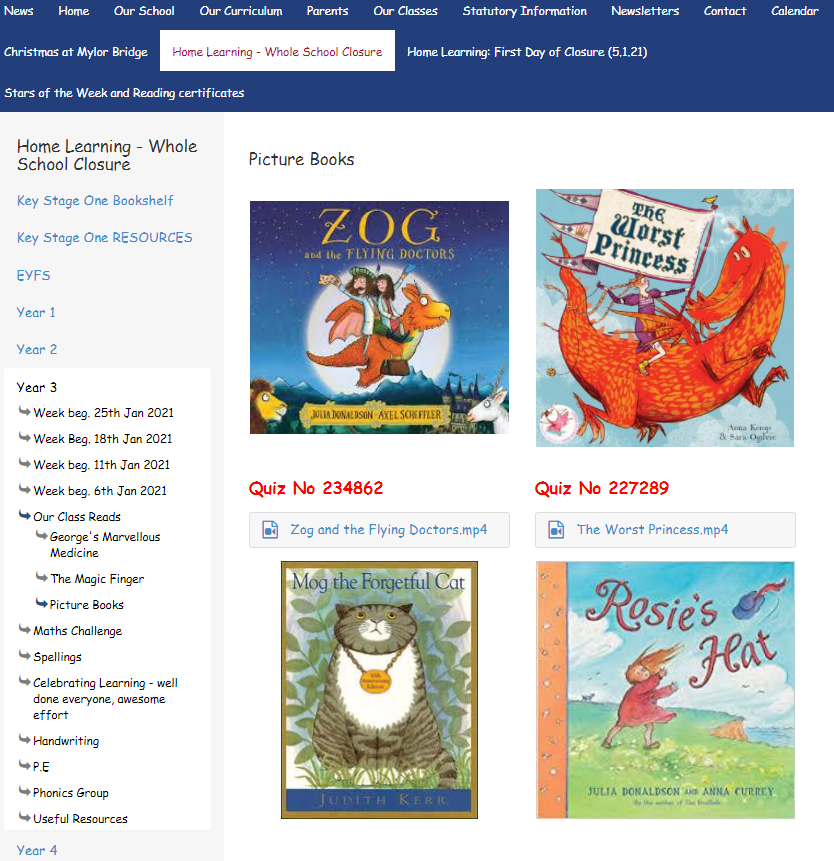 News Home Our School Our Curriculum Parents Our Classes Statutory Information Newsletters Contact Calendar
Christmas at Mylor Bridge Home Learning - Whole School Closure Home Learning: First Day of Closure (5.1.21)
Stars of the Week and Reading certificates
Home Learning - Whole
School Closure
Key Stage One Bookshelf
Key Stage One RESOURCES
EYFS
Year 1
Year 2
Year 3
Week beg. 25th Jan 2021
Week Beg. 18th Jan 2021
Week beg. 11th Jan 2021
Week beg. 6th Jan 2021
Our Class Reads
George's Marvellous
Medicine
The Magic Finger
Picture Books
Maths Challenge
Spellings
Celebrating Learning - well
done everyone, awesome
effort
Handwriting
P.E
Phonics Group
Useful Resources
Year 4
Picture Books
ZOG
and the FLYING DOCTORS
JULIA DONALDSON · AXEL SCHEFFLER
THE
Worst
Princess
Anna Kemp
& Sara Ogilvie
Quiz No 234862
Quiz No 227289
Zog and the Flying Doctors.mp4
The Worst Princess.mp4
Mog the Forgetful Cat
JUDITH KERR
Rosie's
Hat
JULIA DONALDSON AND ANNA CURREY